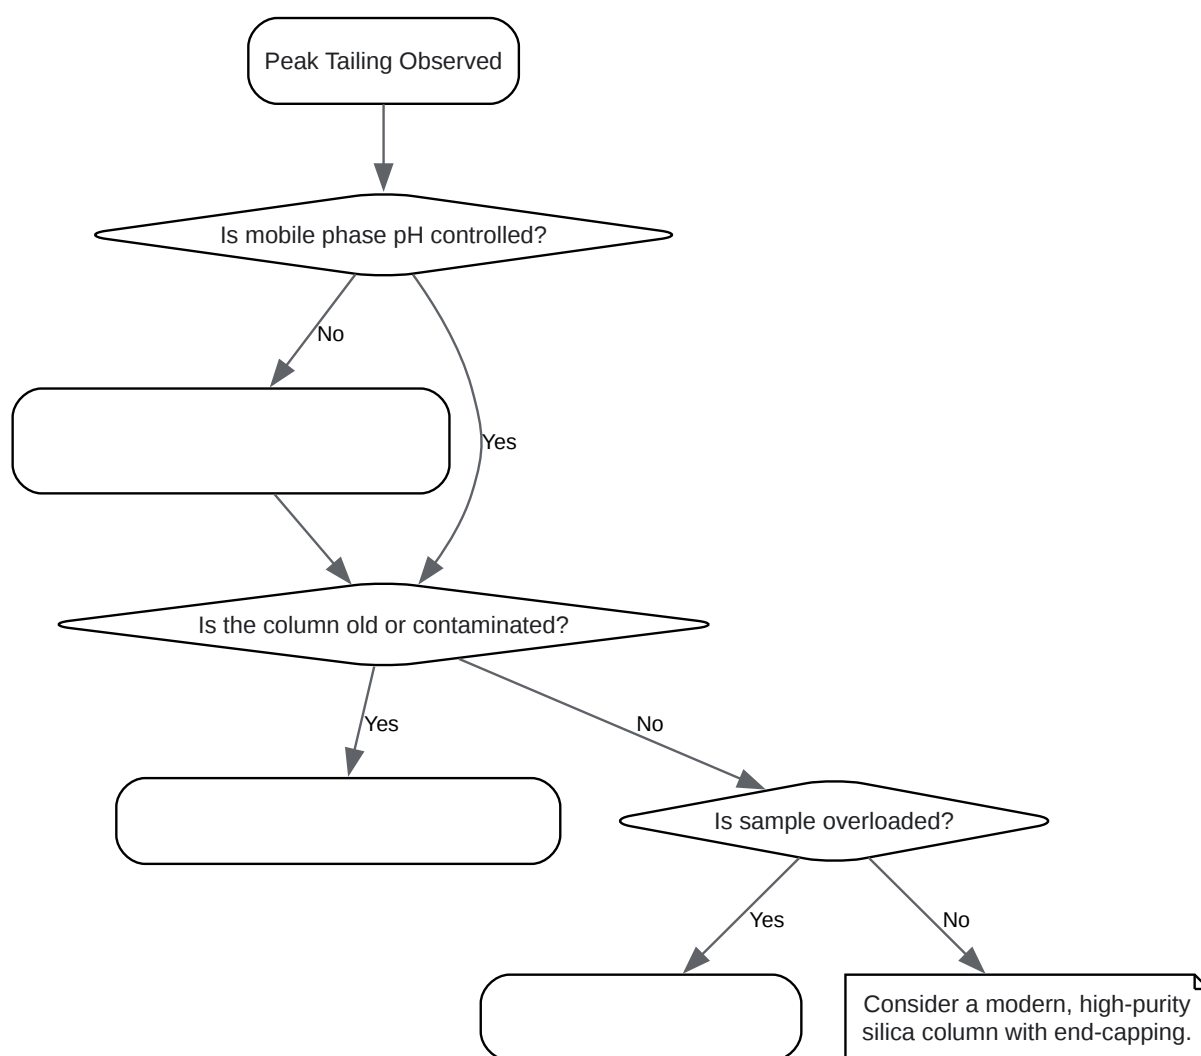 Peak Tailing Observed
Is mobile phase pH controlled?
No
Yes
Is the column old or contaminated?
Yes
No
Is sample overloaded?
Yes
No
Consider a modern, high-purity
silica column with end-capping.